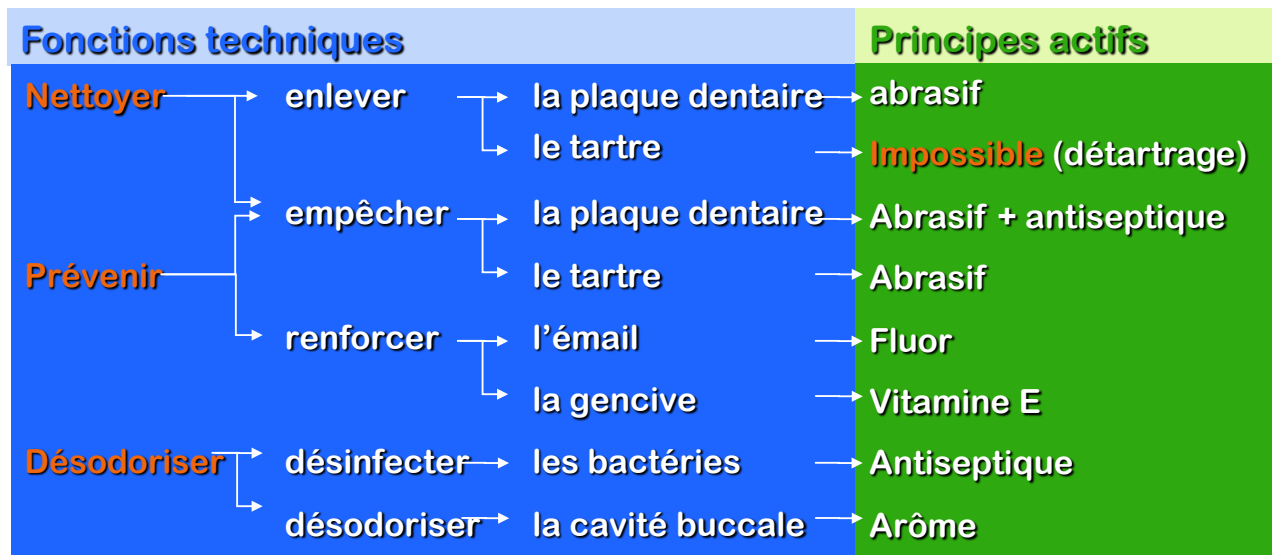 Fonctions techniques Principes actifs
Nettoyer enlever la plaque dentaire abrasif
le tartre Impossible (détartrage)
empêcher la plaque dentaire Abrasif + antiseptique
Prévenir le tartre Abrasif
renforcer l'émail Fluor
la gencive Vitamine E
Désodoriser désinfecter les bactéries Antiseptique
désodoriser la cavité buccale Arôme